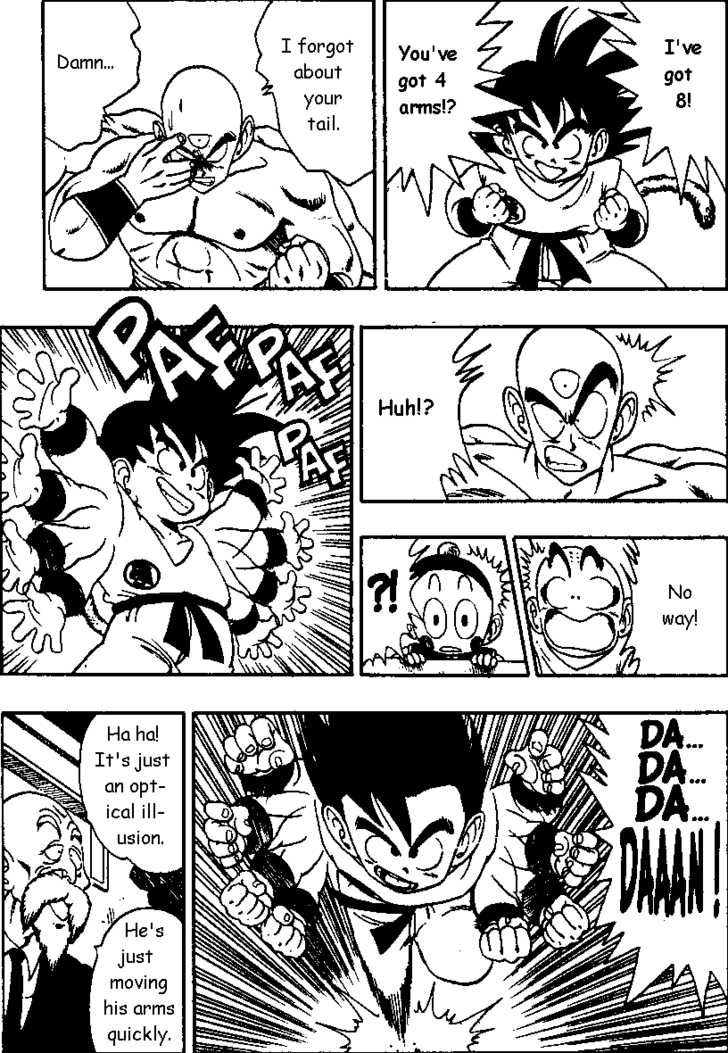 You've
got 4
arms!?
I've
got
8!
I forgot
about
your
tail.
Damn...
Huh!?
No
way!
?!
PAF
PAF
PAF
DA...
DA...
DA...
DAAAN!
Ha ha!
It's just
an opt-
ical ill-
usion.
He's
just
moving
his arms
quickly.